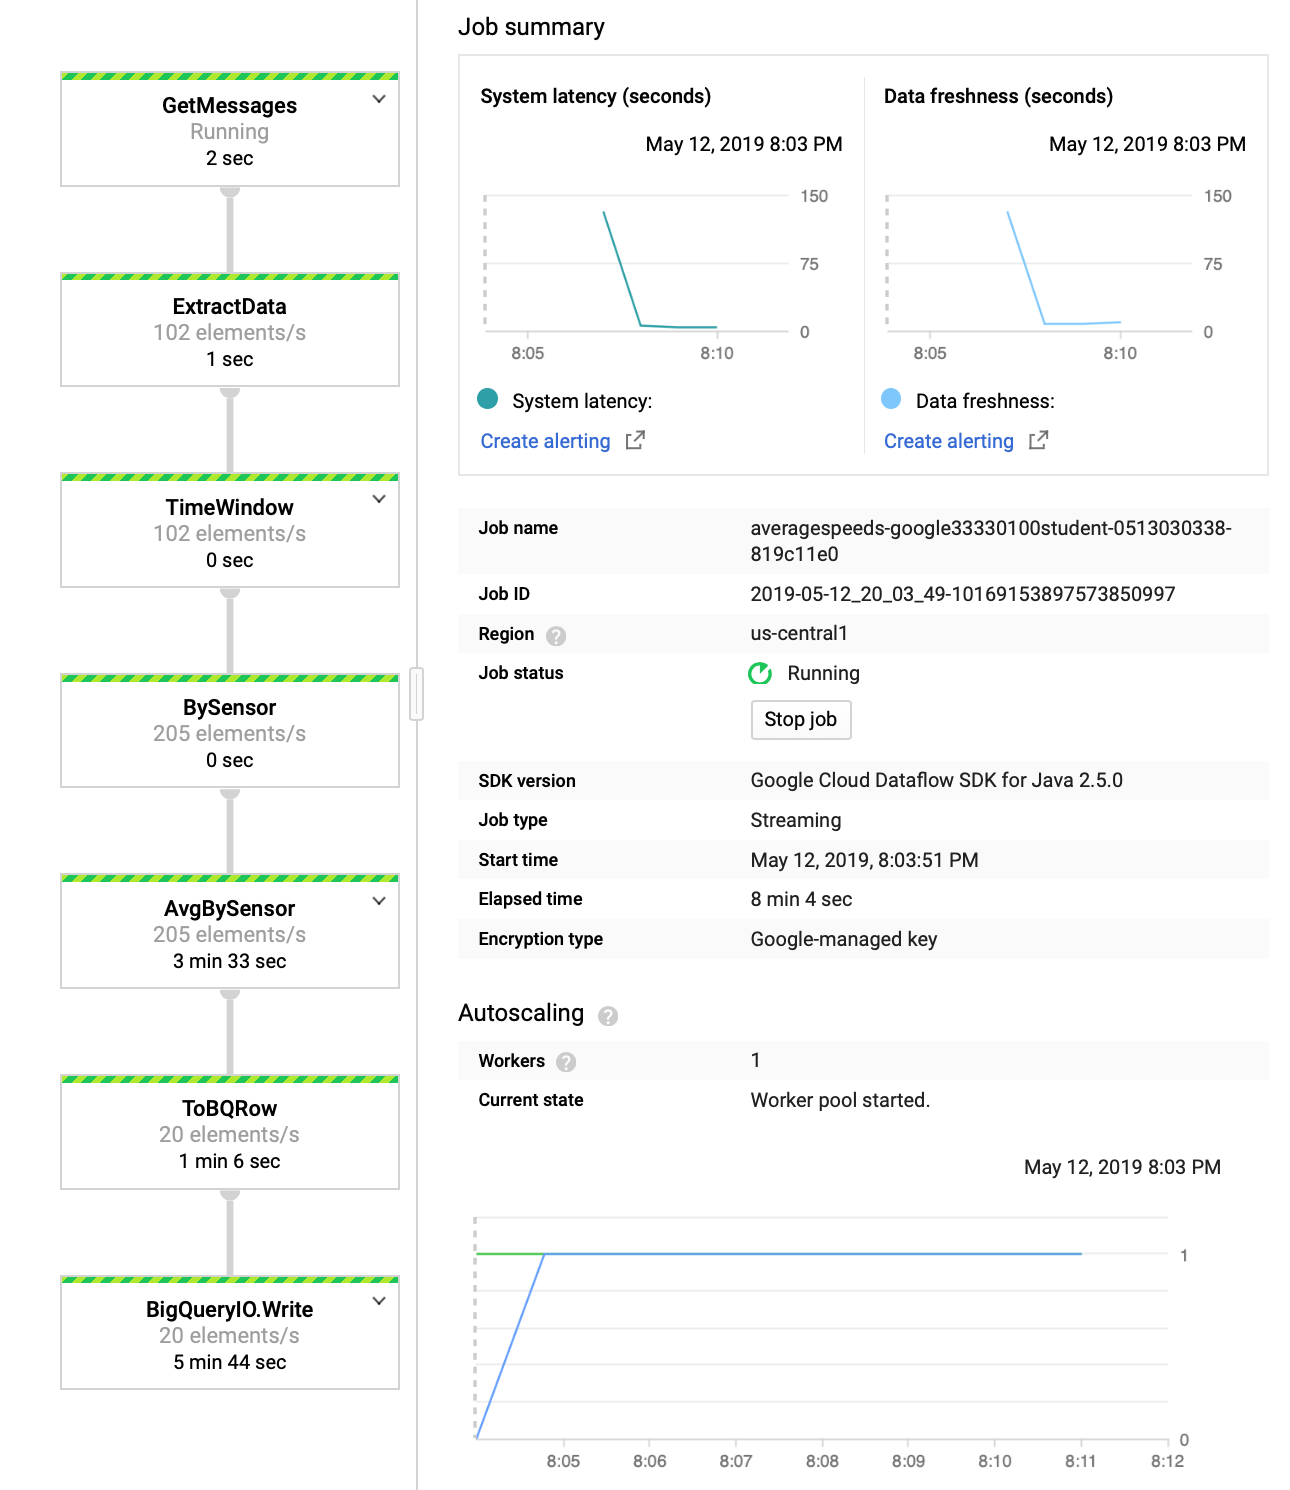 GetMessages
Running
2 sec
ExtractData
102 elements/s
1 sec
TimeWindow
102 elements/s
0 sec
BySensor
205 elements/s
0 sec
AvgBySensor
205 elements/s
3 min 33 sec
ToBQRow
20 elements/s
1 min 6 sec
BigQueryIO.Write
20 elements/s
5 min 44 sec
Job summary
System latency (seconds)
May 12, 2019 8:03 PM
150
75
0
8:05 8:10
System latency:
Create alerting
Data freshness (seconds)
May 12, 2019 8:03 PM
150
75
0
8:05 8:10
Data freshness:
Create alerting
Job name averagespeeds-google33330100student-0513030338-
819c11e0
Job ID 2019-05-12_20_03_49-10169153897573850997
Region ? us-central1
Job status Running
Stop job
SDK version Google Cloud Dataflow SDK for Java 2.5.0
Job type Streaming
Start time May 12, 2019, 8:03:51 PM
Elapsed time 8 min 4 sec
Encryption type Google-managed key
Autoscaling ?
Workers ? 1
Current state Worker pool started.
May 12, 2019 8:03 PM
1
0
8:05 8:06 8:07 8:08 8:09 8:10 8:11 8:12